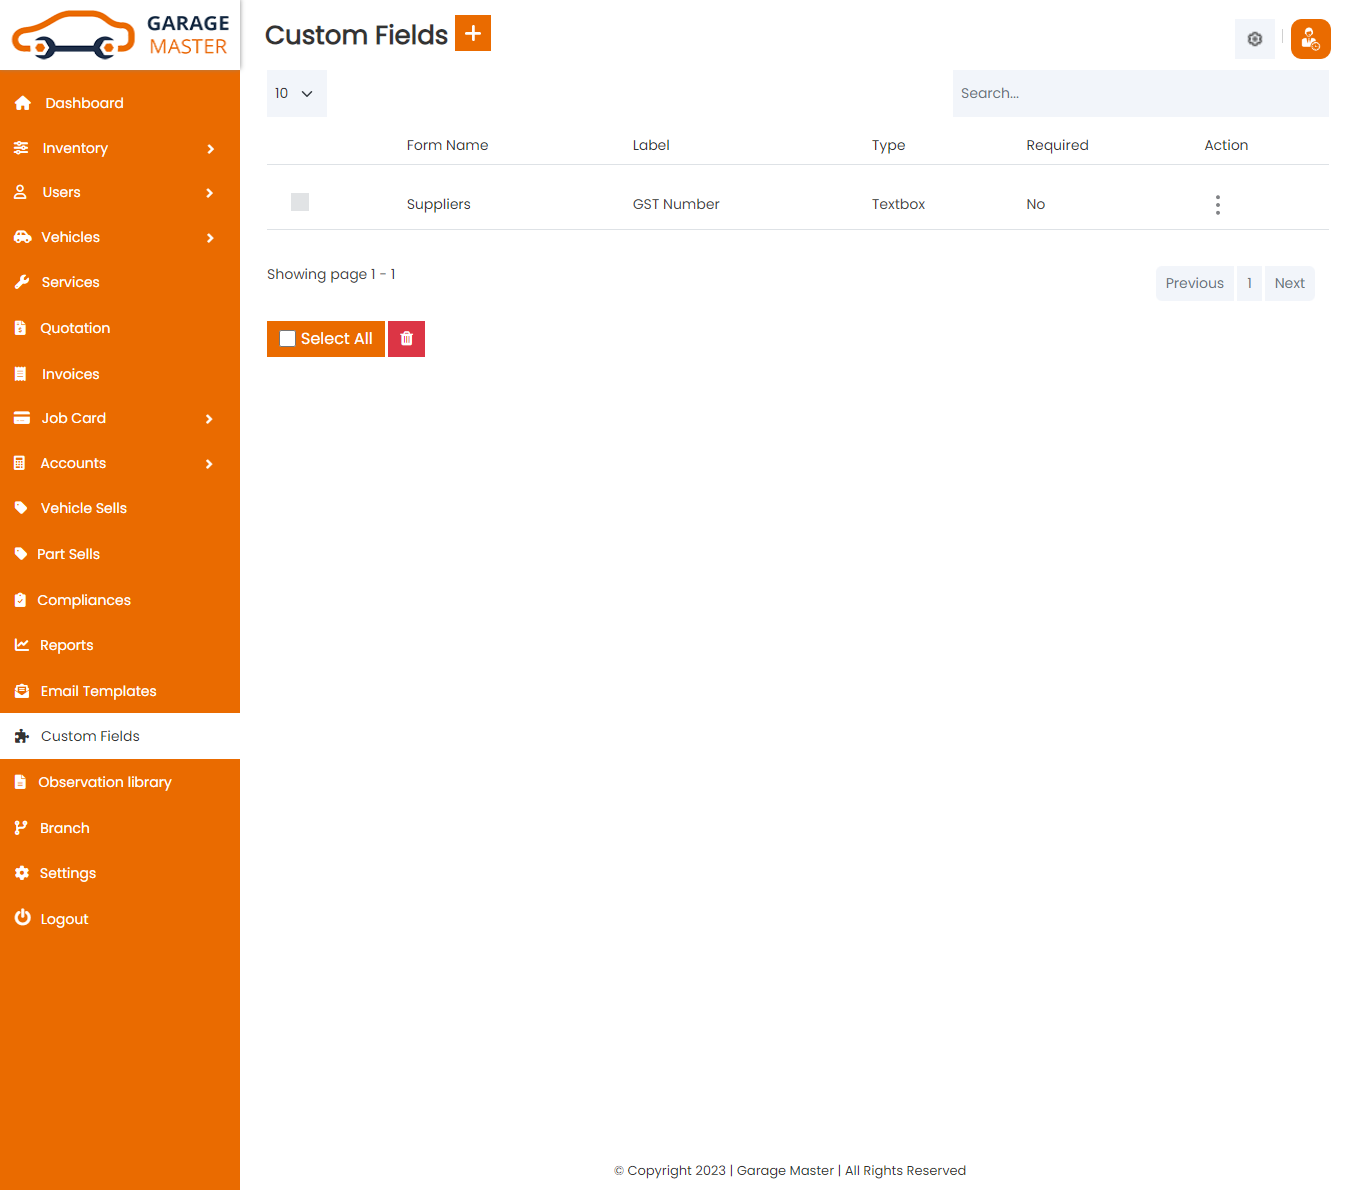 GARAGE
MASTER
Dashboard
Inventory
Users
Vehicles
Services
Quotation
Invoices
Job Card
Accounts
Vehicle Sells
Part Sells
Compliances
Reports
Email Templates
Custom Fields
Observation library
Branch
Settings
Logout
Custom Fields +
10
Search...
Form Name Label Type Required Action
Suppliers GST Number Textbox No
Showing page 1 - 1
Previous 1 Next
Select All
© Copyright 2023 | Garage Master | All Rights Reserved